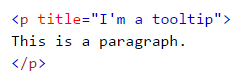 <p title="I'm a tooltip">
This is a paragraph.
</p>